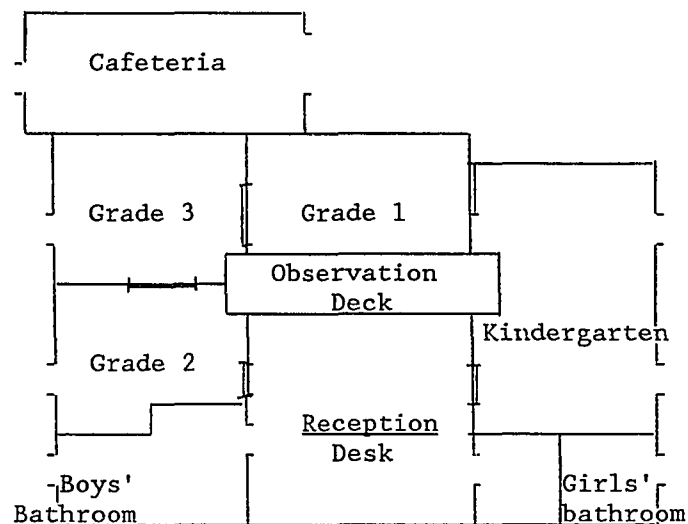 Cafeteria
Grade 3
Grade 1
Observation
Deck
Kindergarten
Grade 2
Reception
Desk
Boys'
Bathroom
Girls'
bathroom